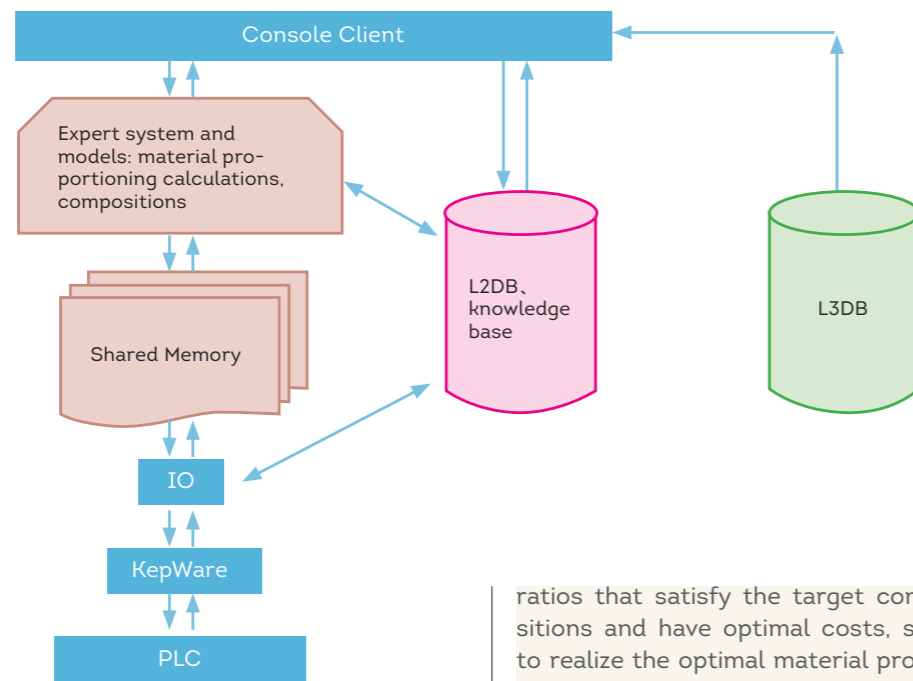 Console Client
Expert system and
models: material pro-
portioning calculations,
compositions
L2DB、
knowledge
base
L3DB
Shared Memory
IO
KepWare
PLC
ratios that satisfy the target con
sitions and have optimal costs, s
to realize the optimal material pro